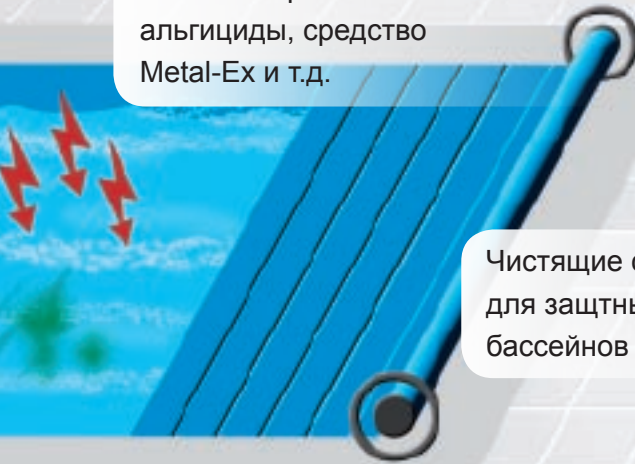 альгициды, средство
Metal-Ex и т.д.
Чистящие
для защтны
бассейнов